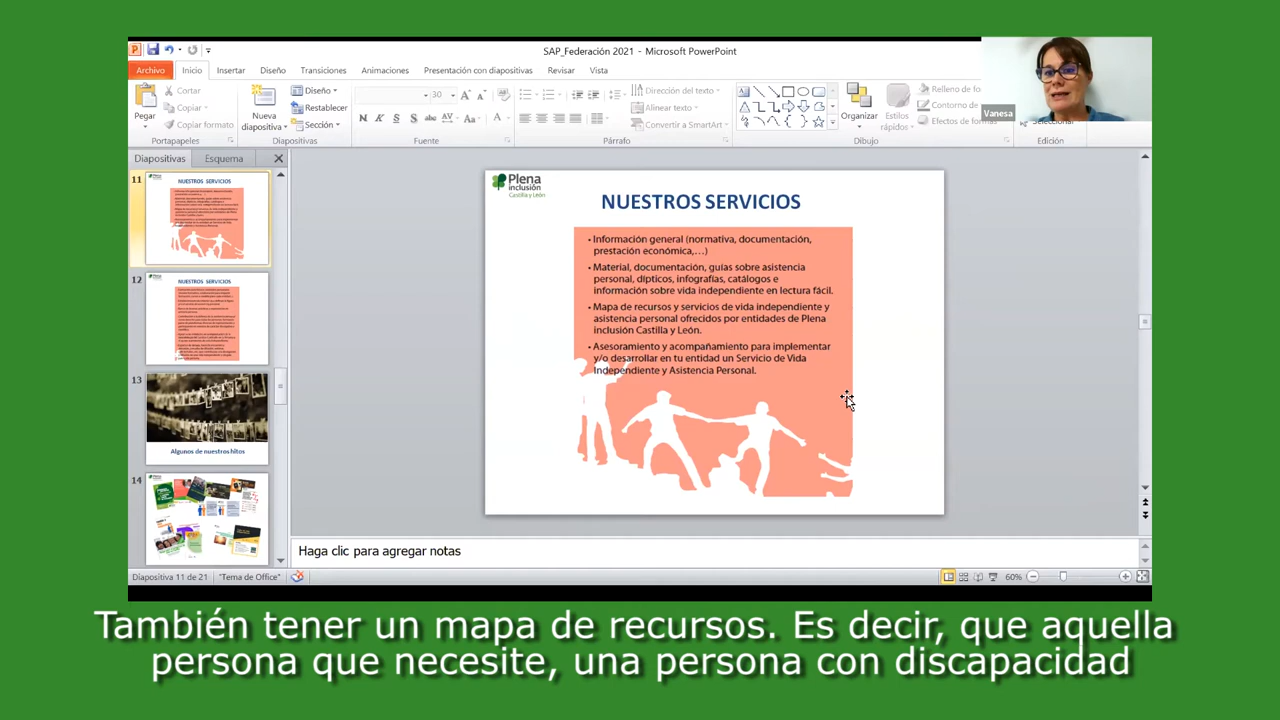 SAP_Federación 2021 - Microsoft PowerPoint
Archivo Inicio Insertar Diseño Transiciones Animaciones Presentación con diapositivas Revisar Vista
Pegar
Cortar
Copiar
Copiar formato
Nueva
diapositiva
Diseño
Restablecer
Sección
30
Dirección del texto
Alinear texto
Convertir a SmartArt
Organizar
Estilos
rápidos
Relleno de fo
Contorno de
Efectos de formas
Seleccionar
Vanesa
Portapapeles Diapositivas Fuente Párrafo Dibujo Edición
Diapositivas Esquema
11
NUESTROS SERVICIOS
12
NUESTROS SERVICIOS
13
Algunos de nuestros hitos
14
Plena
inclusión
Castilla y León
NUESTROS SERVICIOS
• Información general (normativa, documentación,
prestación económica,...)
• Material, documentación, guías sobre asistencia
personal, dípticos, infografías, catálogos e
información sobre vida independiente en lectura fácil.
• Mapa de recursos y servicios de vida independiente y
asistencia personal ofrecidos por entidades de Plena
inclusión Castilla y León.
• Asesoramiento y acompañamiento para implementar
y/o desarrollar en tu entidad un Servicio de Vida
Independiente y Asistencia Personal.
Haga clic para agregar notas
Diapositiva 11 de 21 "Tema de Office" 60%
También tener un mapa de recursos. Es decir, que aquella
persona que necesite, una persona con discapacidad